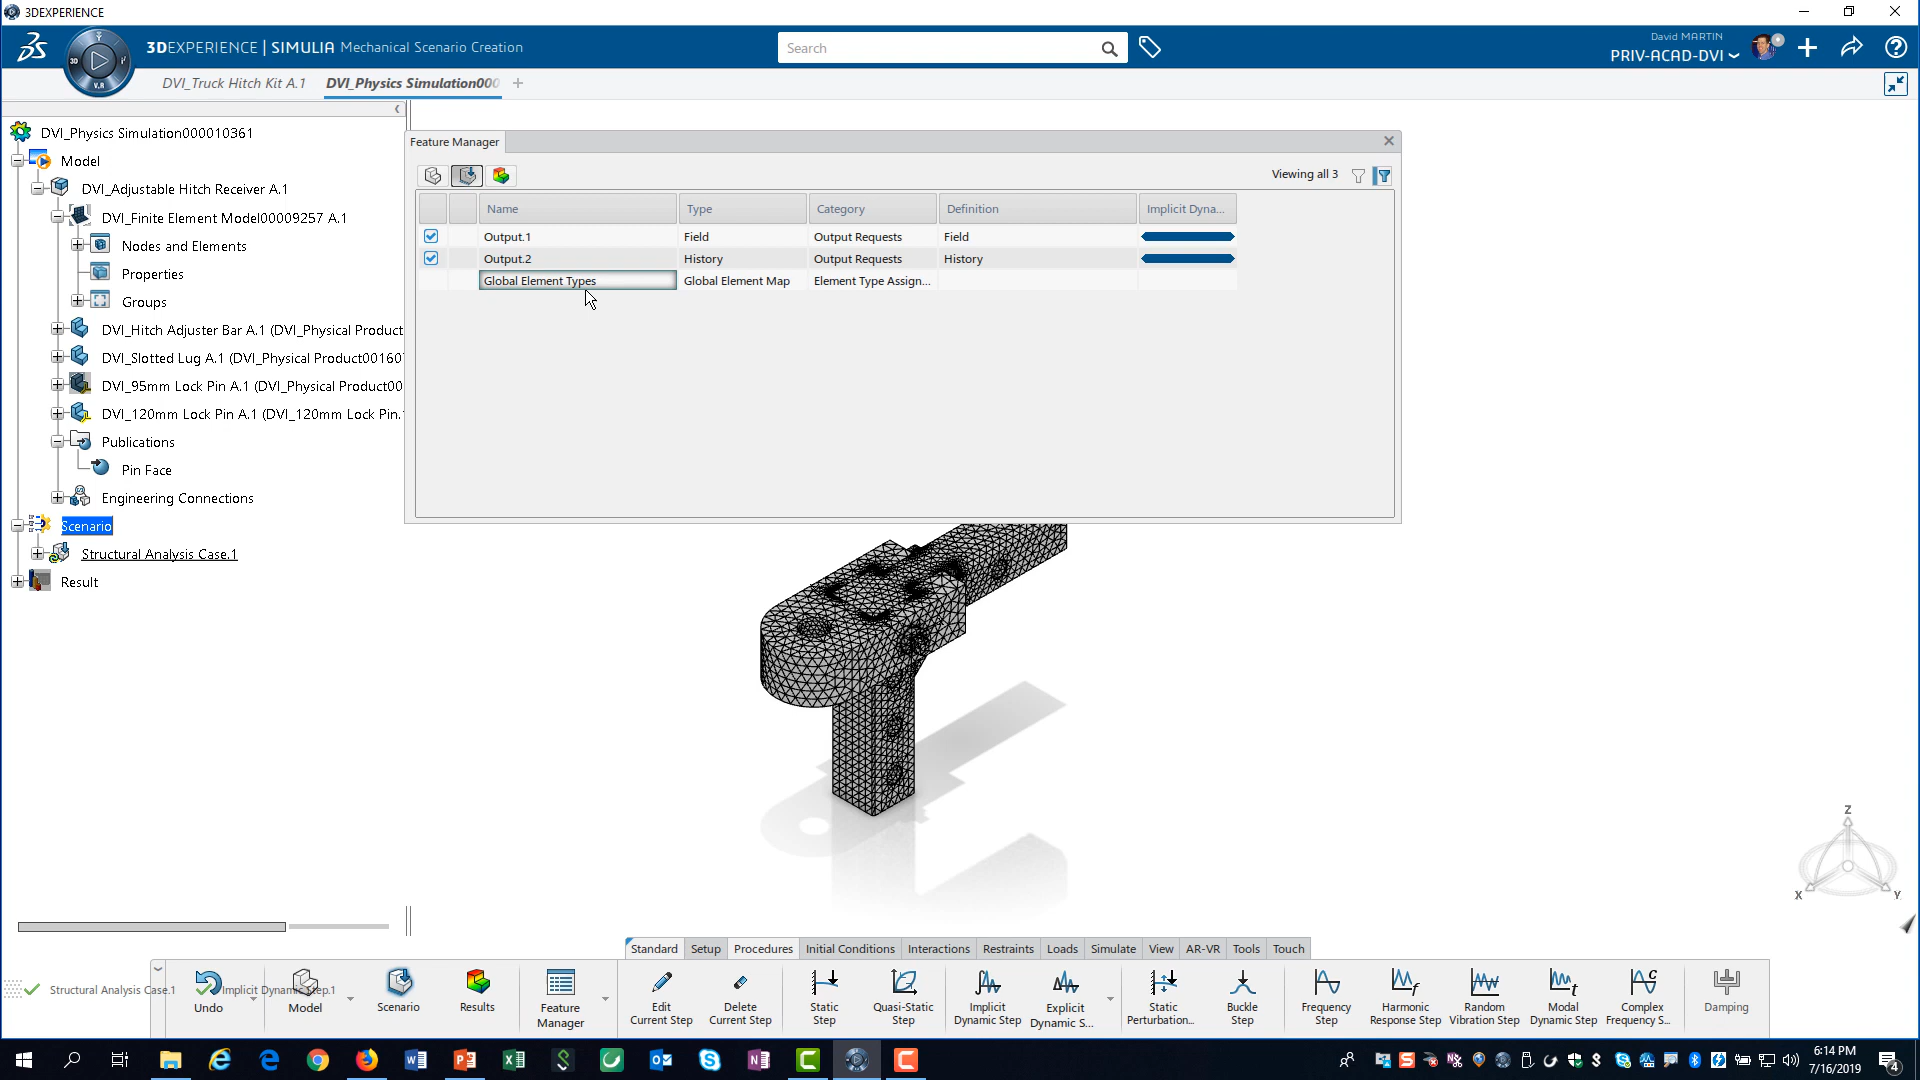 3DEXPERIENCE
3DEXPERIENCE | SIMULIA Mechanical Scenario Creation
Search
David MARTIN
PRIV-ACAD-DVI
3D
V.R
DVI_Truck Hitch Kit A.1
DVI_Physics Simulation000
DVI_Physics Simulation000010361
Model
DVI_Adjustable Hitch Receiver A.1
DVI_Finite Element Model00009257 A.1
Nodes and Elements
Properties
Groups
DVI_Hitch Adjuster Bar A.1 (DVI_Physical Product
DVI_Slotted Lug A.1 (DVI_Physical Product00160
DVI_95mm Lock Pin A.1 (DVI_Physical Product00
DVI_120mm Lock Pin A.1 (DVI_120mm Lock Pin.
Publications
Pin Face
Engineering Connections
Scenario
Structural Analysis Case.1
Result
Feature Manager
Viewing all 3
Name Type Category Definition Implicit Dyna...
Output.1 Field Output Requests Field
Output.2 History Output Requests History
Global Element Types Global Element Map Element Type Assign...
Z
X Y
Standard Setup Procedures Initial Conditions Interactions Restraints Loads Simulate View AR-VR Tools Touch
Structural Analysis Case.1
Implicit Dynamic Step.1
Undo
Model
Scenario
Results
Feature Manager
Edit Current Step
Delete Current Step
Static Step
Quasi-Static Step
Implicit Dynamic Step
Explicit Dynamic S...
Static Perturbation...
Buckle Step
Frequency Step
Harmonic Response Step
Random Vibration Step
Modal Dynamic Step
Complex Frequency S...
Damping
6:14 PM
7/16/2019
4